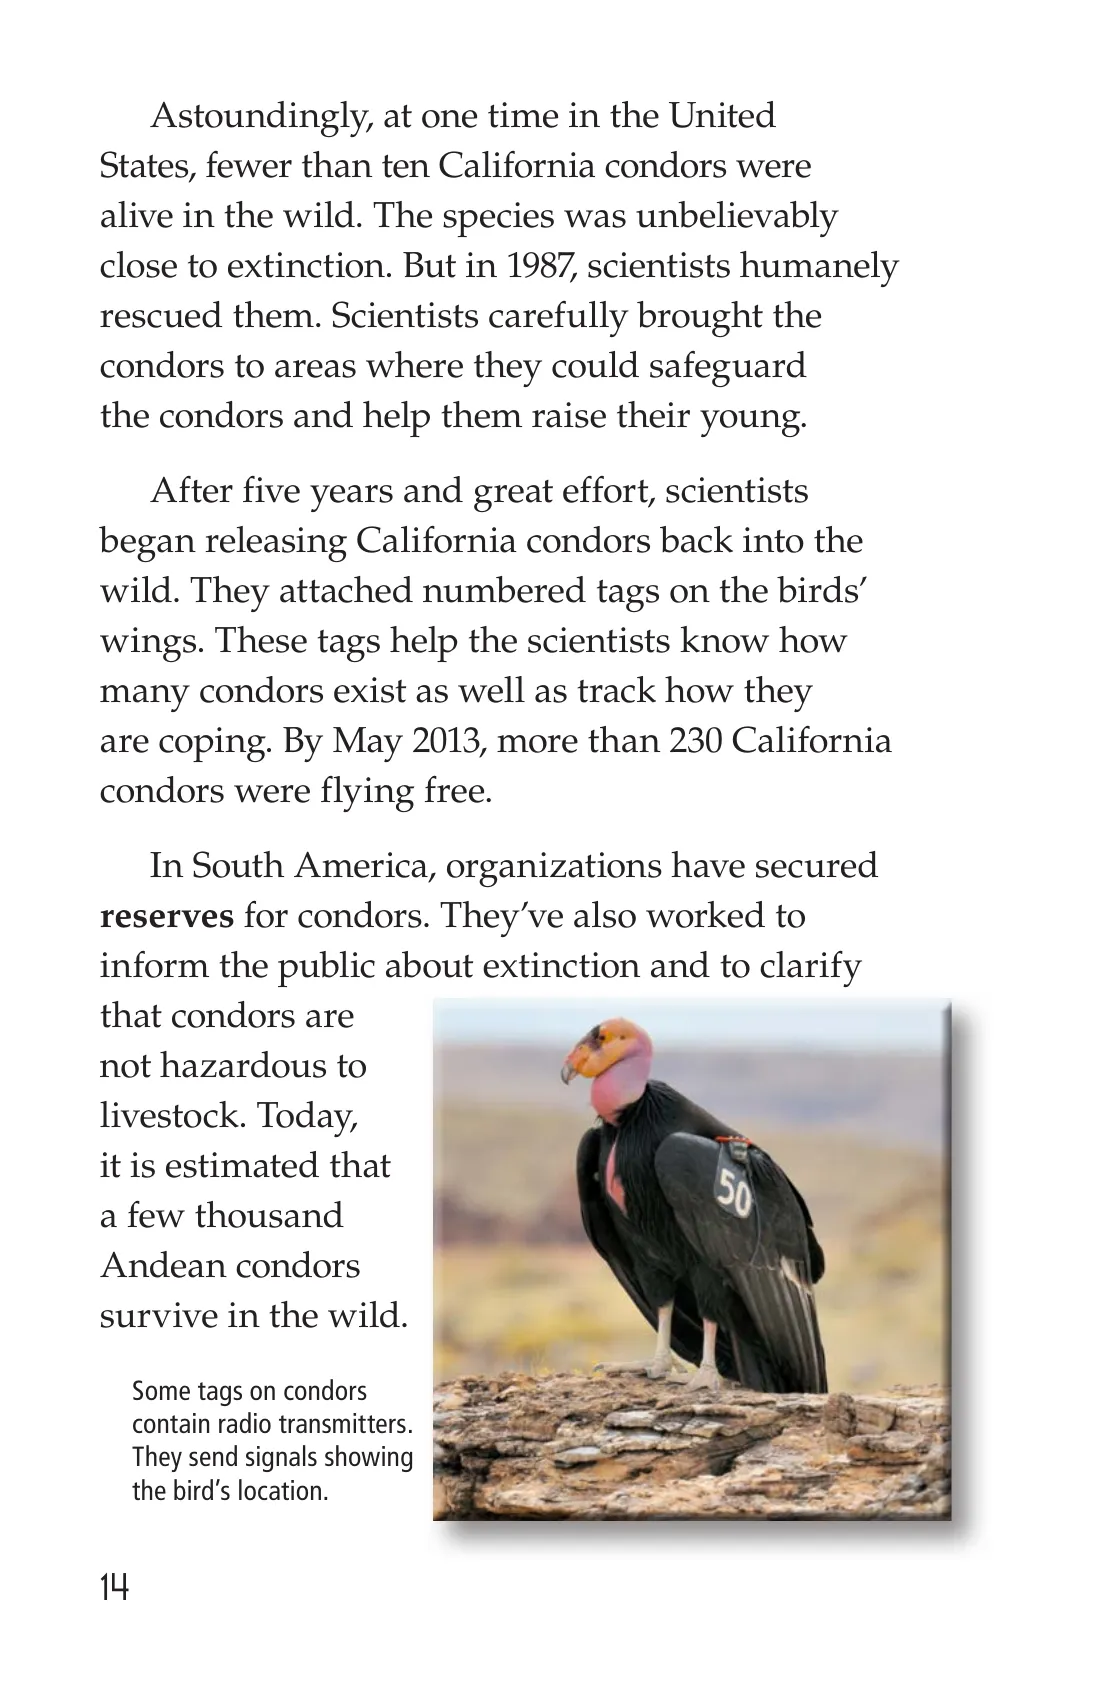 Astoundingly, at one time in the United
States, fewer than ten California condors were
alive in the wild. The species was unbelievably
close to extinction. But in 1987, scientists humanely
rescued them. Scientists carefully brought the
condors to areas where they could safeguard
the condors and help them raise their young.
After five years and great effort, scientists
began releasing California condors back into the
wild. They attached numbered tags on the birds’
wings. These tags help the scientists know how
many condors exist as well as track how they
are coping. By May 2013, more than 230 California
condors were flying free.
In South America, organizations have secured
reserves for condors. They’ve also worked to
inform the public about extinction and to clarify
that condors are
not hazardous to
livestock. Today,
it is estimated that
a few thousand
Andean condors
survive in the wild.
50
Some tags on condors
contain radio transmitters.
They send signals showing
the bird’s location.
14